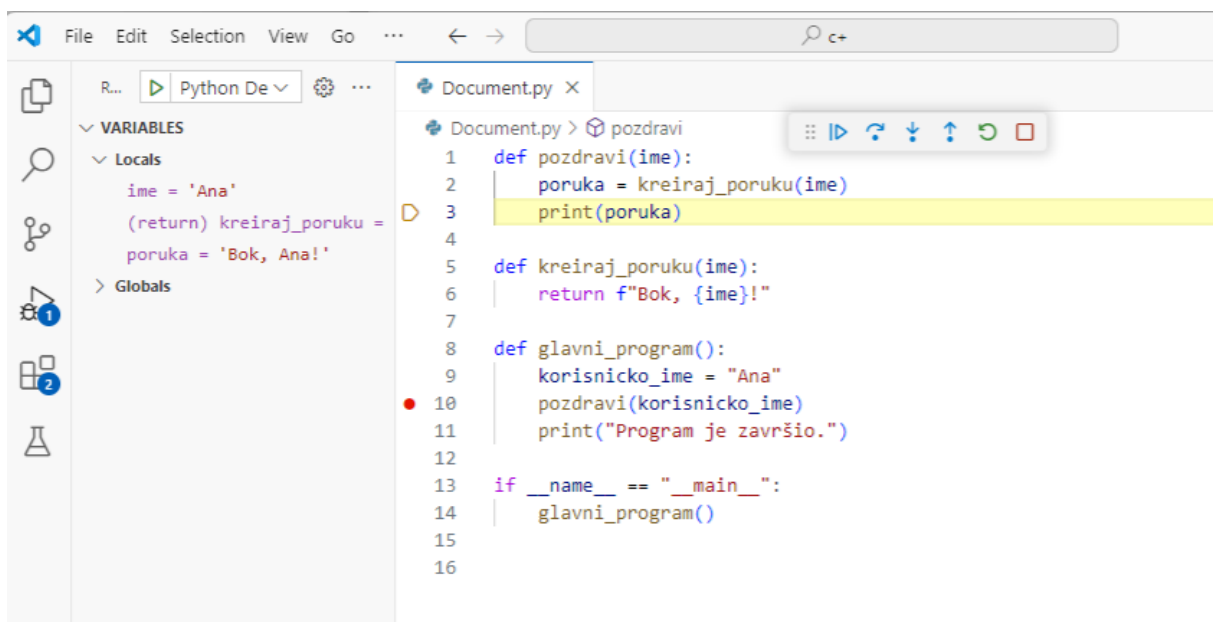 File Edit Selection View Go ··· c+
R... Python De ···
VARIABLES
Locals
ime = 'Ana'
(return) kreiraj_poruku =
poruka = 'Bok, Ana!'
Globals
1
2
Document.py
Document.py > pozdravi
1 def pozdravi(ime):
2 poruka = kreiraj_poruku(ime)
3 print(poruka)
4
5 def kreiraj_poruku(ime):
6 return f"Bok, {ime}!"
7
8 def glavni_program():
9 korisnicko_ime = "Ana"
10 pozdravi(korisnicko_ime)
11 print("Program je završio.")
12
13 if __name__ == "__main__":
14 glavni_program()
15
16